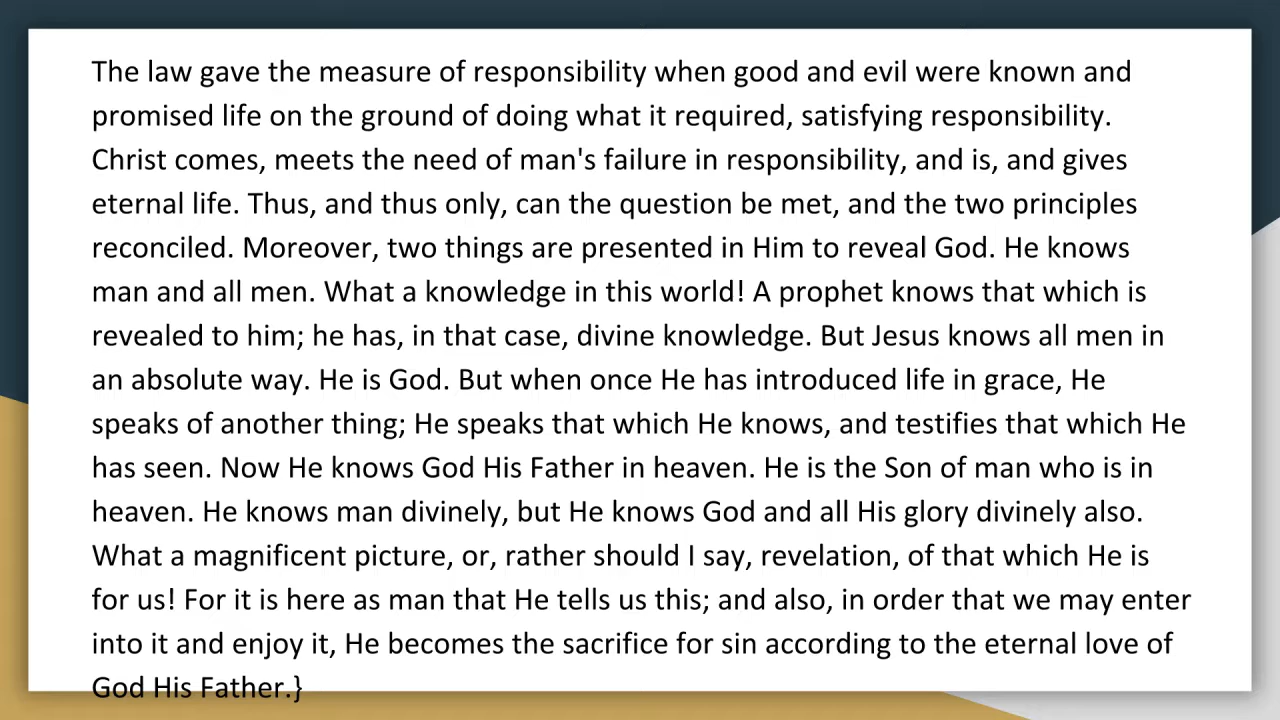 The law gave the measure of responsibility when good and evil were known and
promised life on the ground of doing what it required, satisfying responsibility.
Christ comes, meets the need of man's failure in responsibility, and is, and gives
eternal life. Thus, and thus only, can the question be met, and the two principles
reconciled. Moreover, two things are presented in Him to reveal God. He knows
man and all men. What a knowledge in this world! A prophet knows that which is
revealed to him; he has, in that case, divine knowledge. But Jesus knows all men in
an absolute way. He is God. But when once He has introduced life in grace, He
speaks of another thing; He speaks that which He knows, and testifies that which He
has seen. Now He knows God His Father in heaven. He is the Son of man who is in
heaven. He knows man divinely, but He knows God and all His glory divinely also.
What a magnificent picture, or, rather should I say, revelation, of that which He is
for us! For it is here as man that He tells us this; and also, in order that we may enter
into it and enjoy it, He becomes the sacrifice for sin according to the eternal love of
God His Father.}